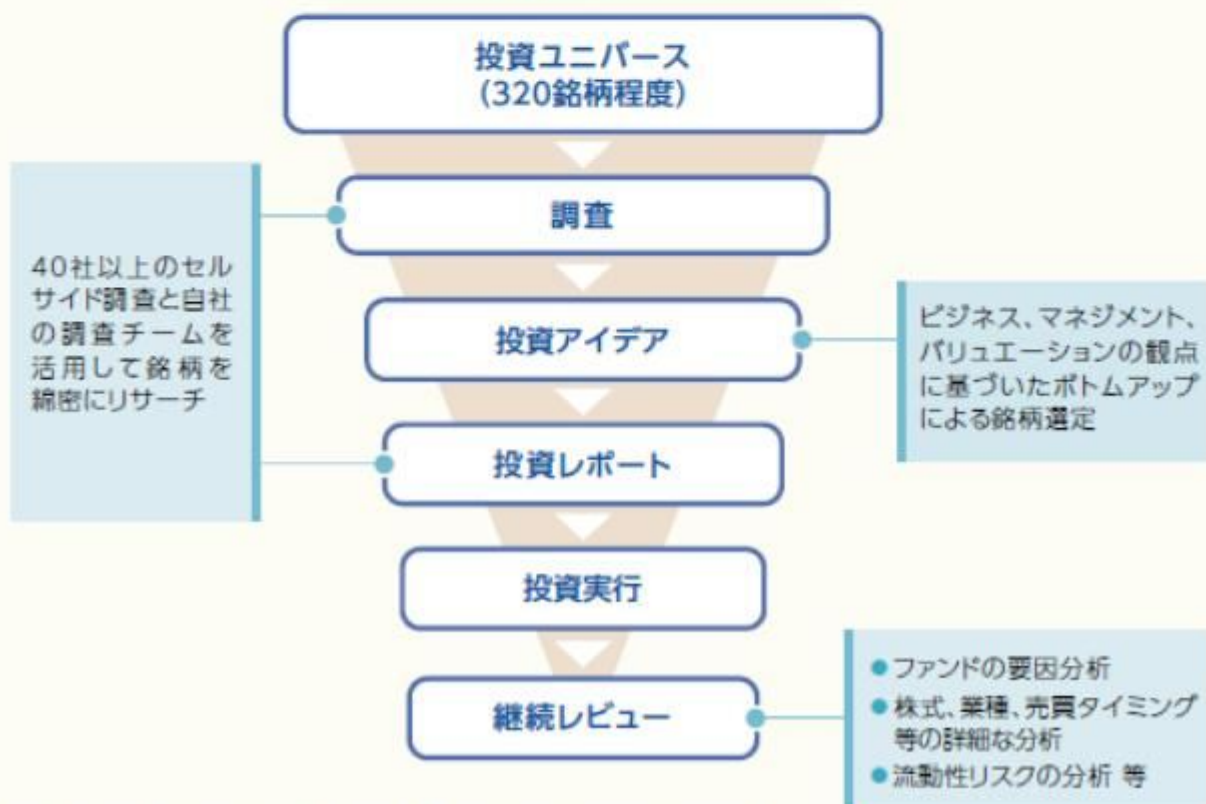 投資ユニバース
(320銘柄程度)
調査
40社以上のセル
サイド調査と自社
の調査チームを
活用して銘柄を
綿密にリサーチ
投資アイデア
ビジネス、マネジメント、
バリュエーションの観点
に基づいたボトムアップ
による銘柄選定
投資レポート
投資実行
継続レビュー
●ファンドの要因分析
●株式、業種、売買タイミング
等の詳細な分析
●流動性リスクの分析 等